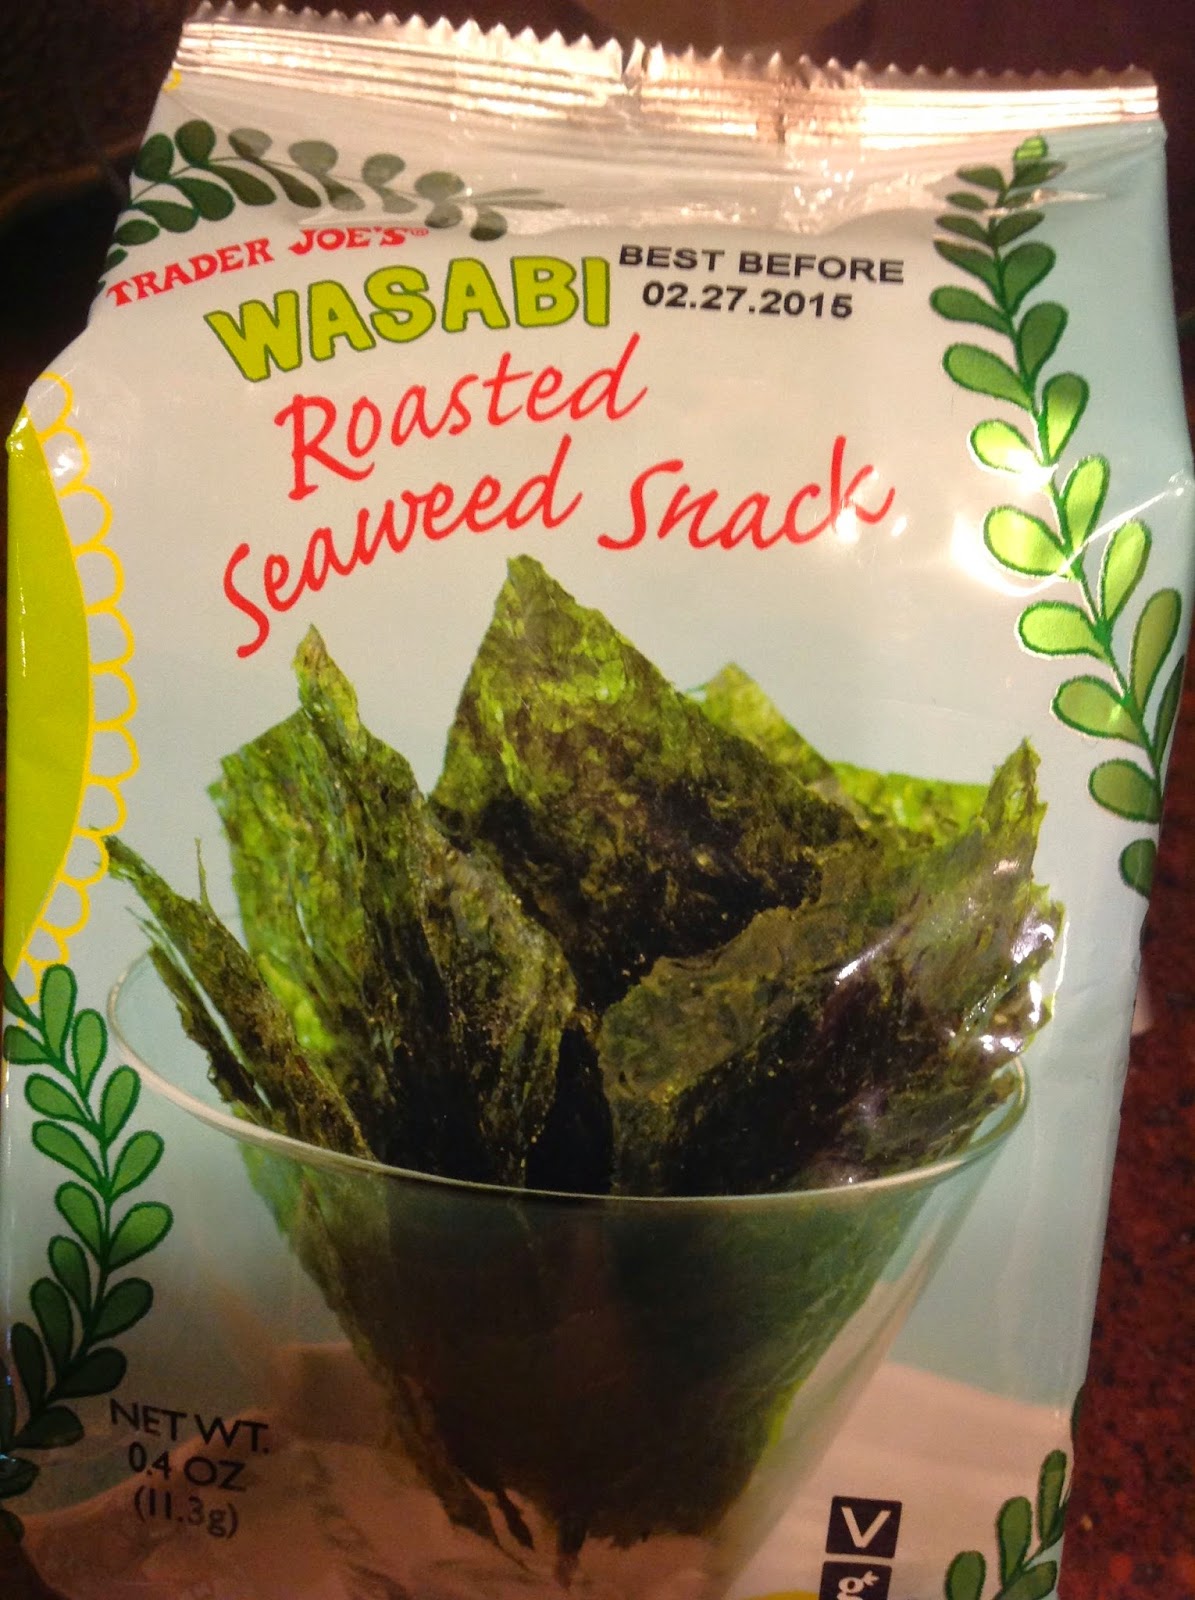 TRADER JOE'S
WASABI
Roasted
Seaweed Snack
BEST BEFORE
02.27.2015
NET WT.
0.4 OZ
(11.3g)
V
g